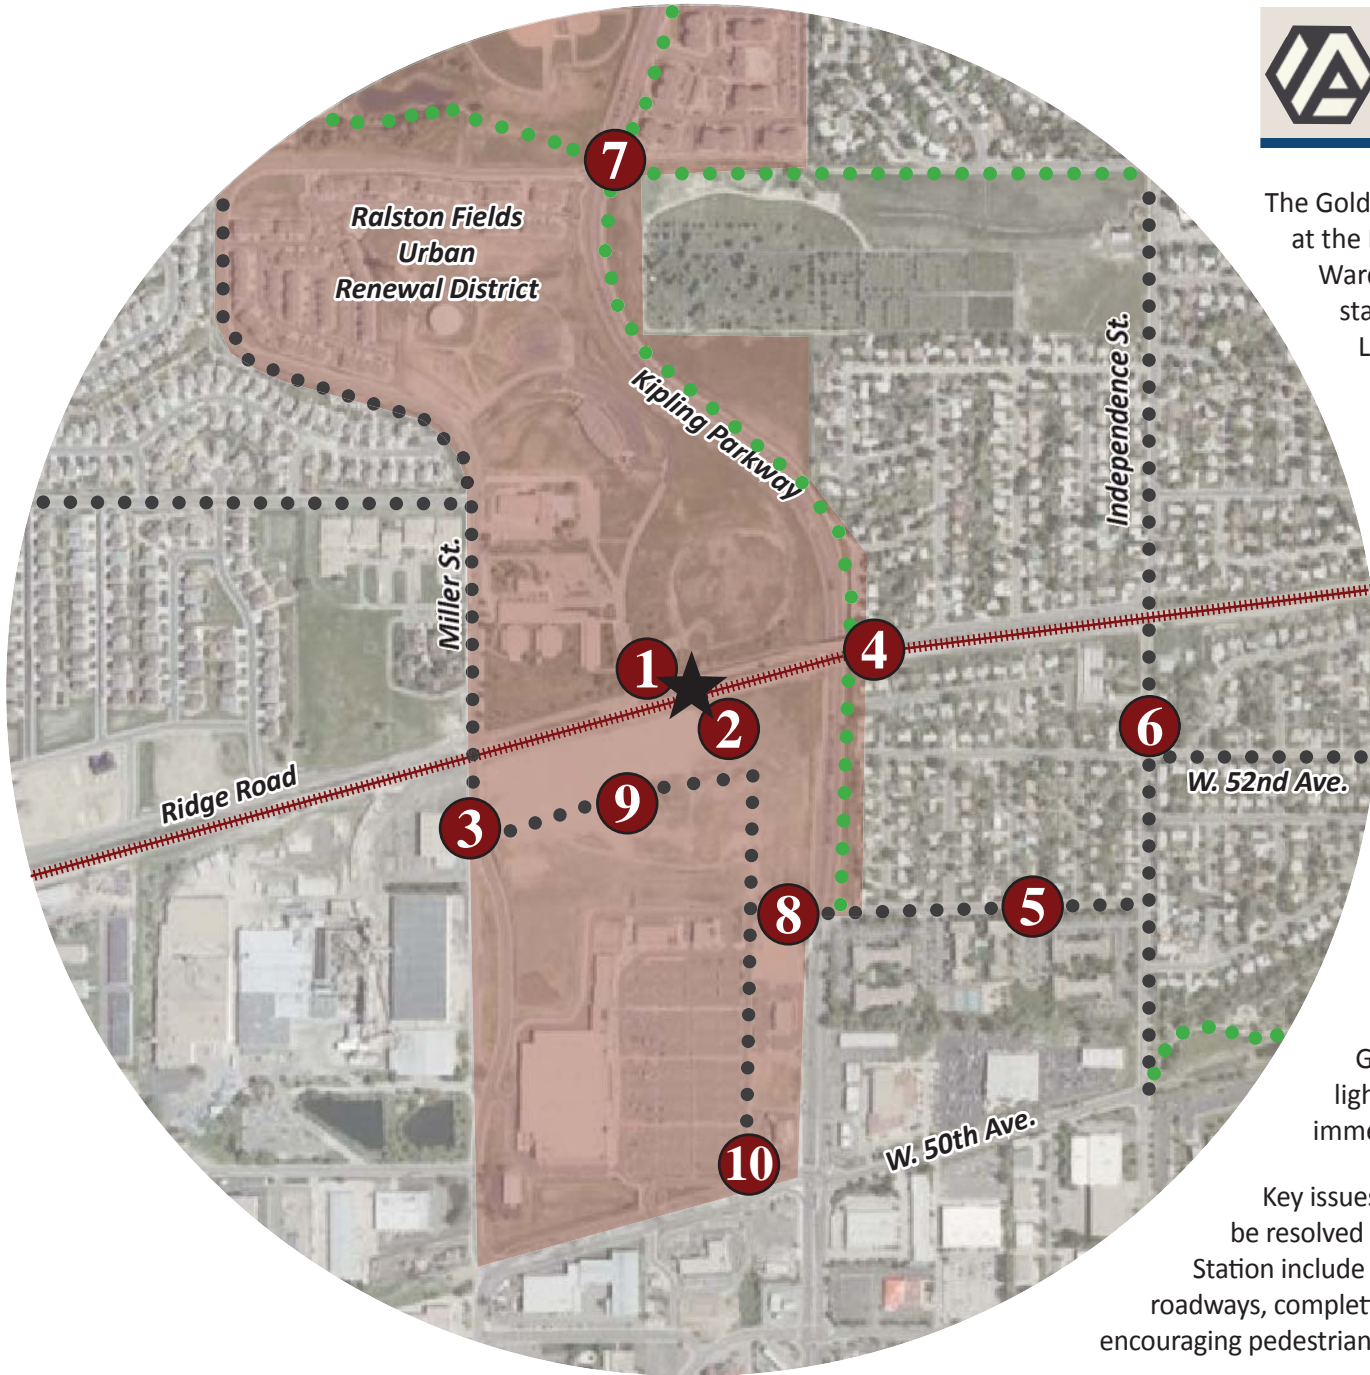 7
Ralston Fields
Urban
Renewal District
Kipling Parkway
Independence St.
Miller St.
1
4
2
6
Ridge Road
W. 52nd Ave.
9
3
8
5
W. 50th Ave.
10
The Gold
at the
Ward
sta
L
G
ligh
imme
Key issues
be resolved
Station include
roadways, complet
encouraging pedestrian